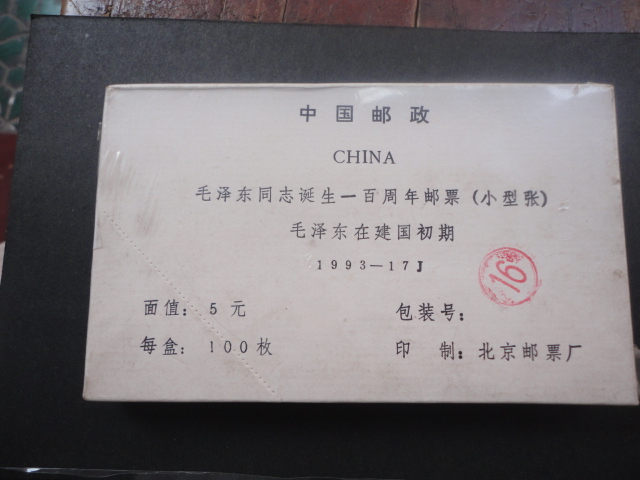 中国邮政
CHINA
毛泽东同志诞生一百周年邮票(小型张)
毛泽东在建国初期
1993—17J
16
面值：5元 包装号：
每盒：100枚 印 制：北京邮票厂